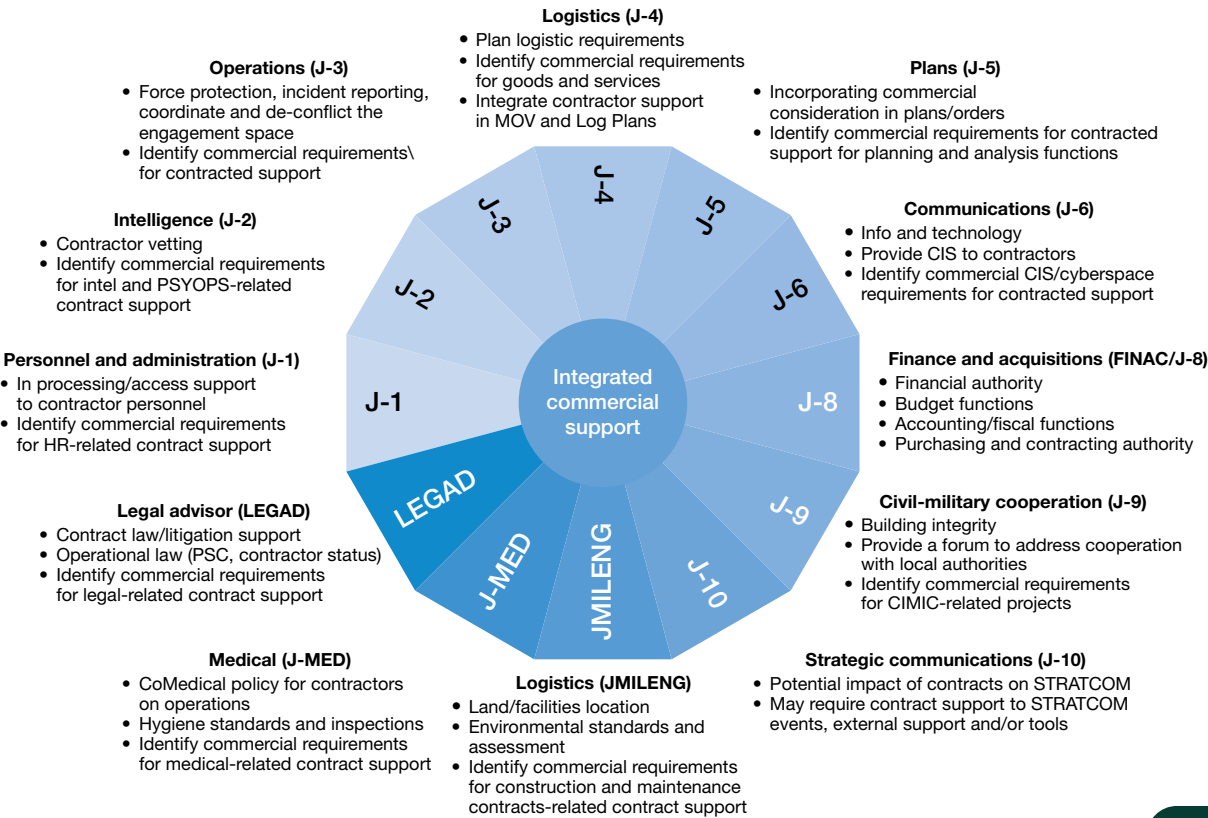 Logistics (J-4)
• Plan logistic requirements
• Identify commercial requirements
for goods and services
• Integrate contractor support
in MOV and Log Plans
Operations (J-3)
• Force protection, incident reporting,
coordinate and de-conflict the
engagement space
• Identify commercial requirements\
for contracted support
Plans (J-5)
• Incorporating commercial
consideration in plans/orders
• Identify commercial requirements for contracted
support for planning and analysis functions
Intelligence (J-2)
• Contractor vetting
• Identify commercial requirements
for intel and PSYOPS-related
contract support
Communications (J-6)
• Info and technology
• Provide CIS to contractors
• Identify commercial CIS/cyberspace
requirements for contracted support
Personnel and administration (J-1)
• In processing/access support
to contractor personnel
• Identify commercial requirements
for HR-related contract support
Finance and acquisitions (FINAC/J-8)
• Financial authority
• Budget functions
• Accounting/fiscal functions
• Purchasing and contracting authority
Legal advisor (LEGAD)
• Contract law/litigation support
• Operational law (PSC, contractor status)
• Identify commercial requirements
for legal-related contract support
Civil-military cooperation (J-9)
• Building integrity
• Provide a forum to address cooperation
with local authorities
• Identify commercial requirements
for CIMIC-related projects
Medical (J-MED)
• CoMedical policy for contractors
on operations
• Hygiene standards and inspections
• Identify commercial requirements
for medical-related contract support
Logistics (JMILENG)
• Land/facilities location
• Environmental standards and
assessment
• Identify commercial requirements
for construction and maintenance
contracts-related contract support
Strategic communications (J-10)
• Potential impact of contracts on STRATCOM
• May require contract support to STRATCOM
events, external support and/or tools
J-4
J-5
J-6
J-8
J-9
J-10
JMILENG
J-MED
LEGAD
J-1
J-2
J-3
Integrated
commercial
support